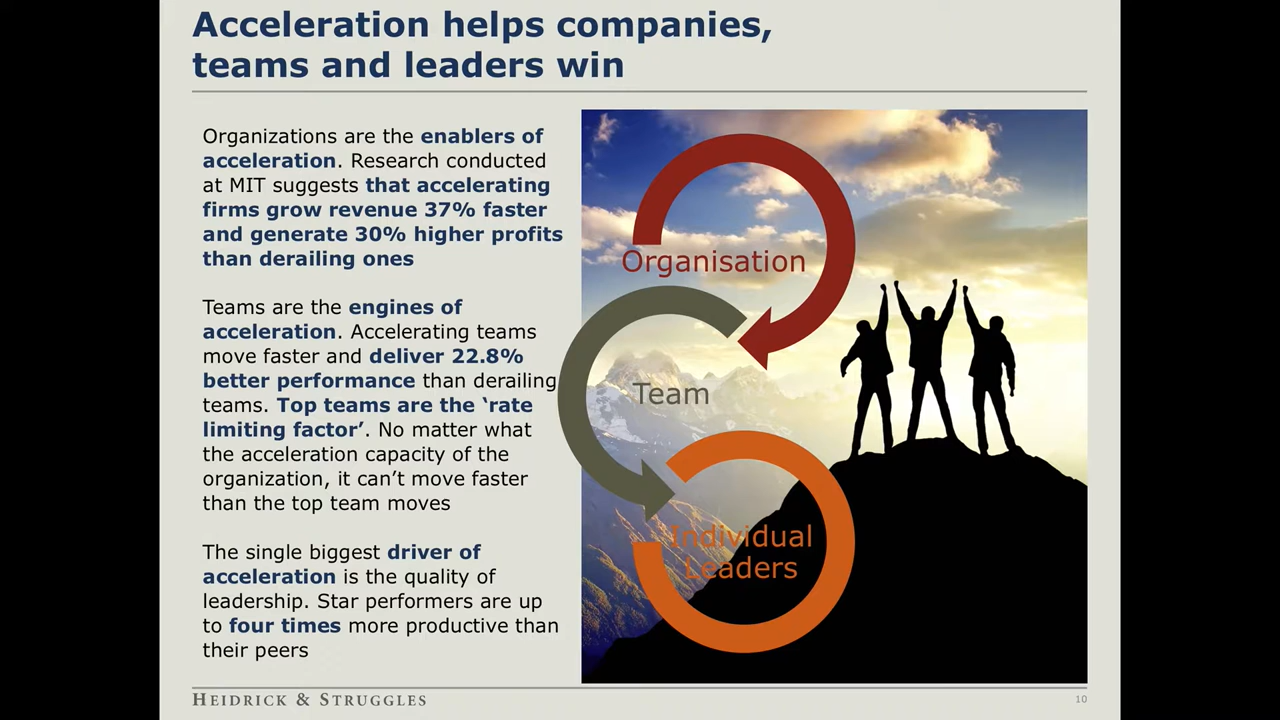 Acceleration helps companies,
teams and leaders win
Organizations are the enablers of
acceleration. Research conducted
at MIT suggests that accelerating
firms grow revenue 37% faster
and generate 30% higher profits
than derailing ones
Teams are the engines of
acceleration. Accelerating teams
move faster and deliver 22.8%
better performance than derailing
teams. Top teams are the ‘rate
limiting factor’. No matter what
the acceleration capacity of the
organization, it can’t move faster
than the top team moves
The single biggest driver of
acceleration is the quality of
leadership. Star performers are up
to four times more productive than
their peers
Organisation
Team
Individual
Leaders
HEIDRICK & STRUGGLES
10